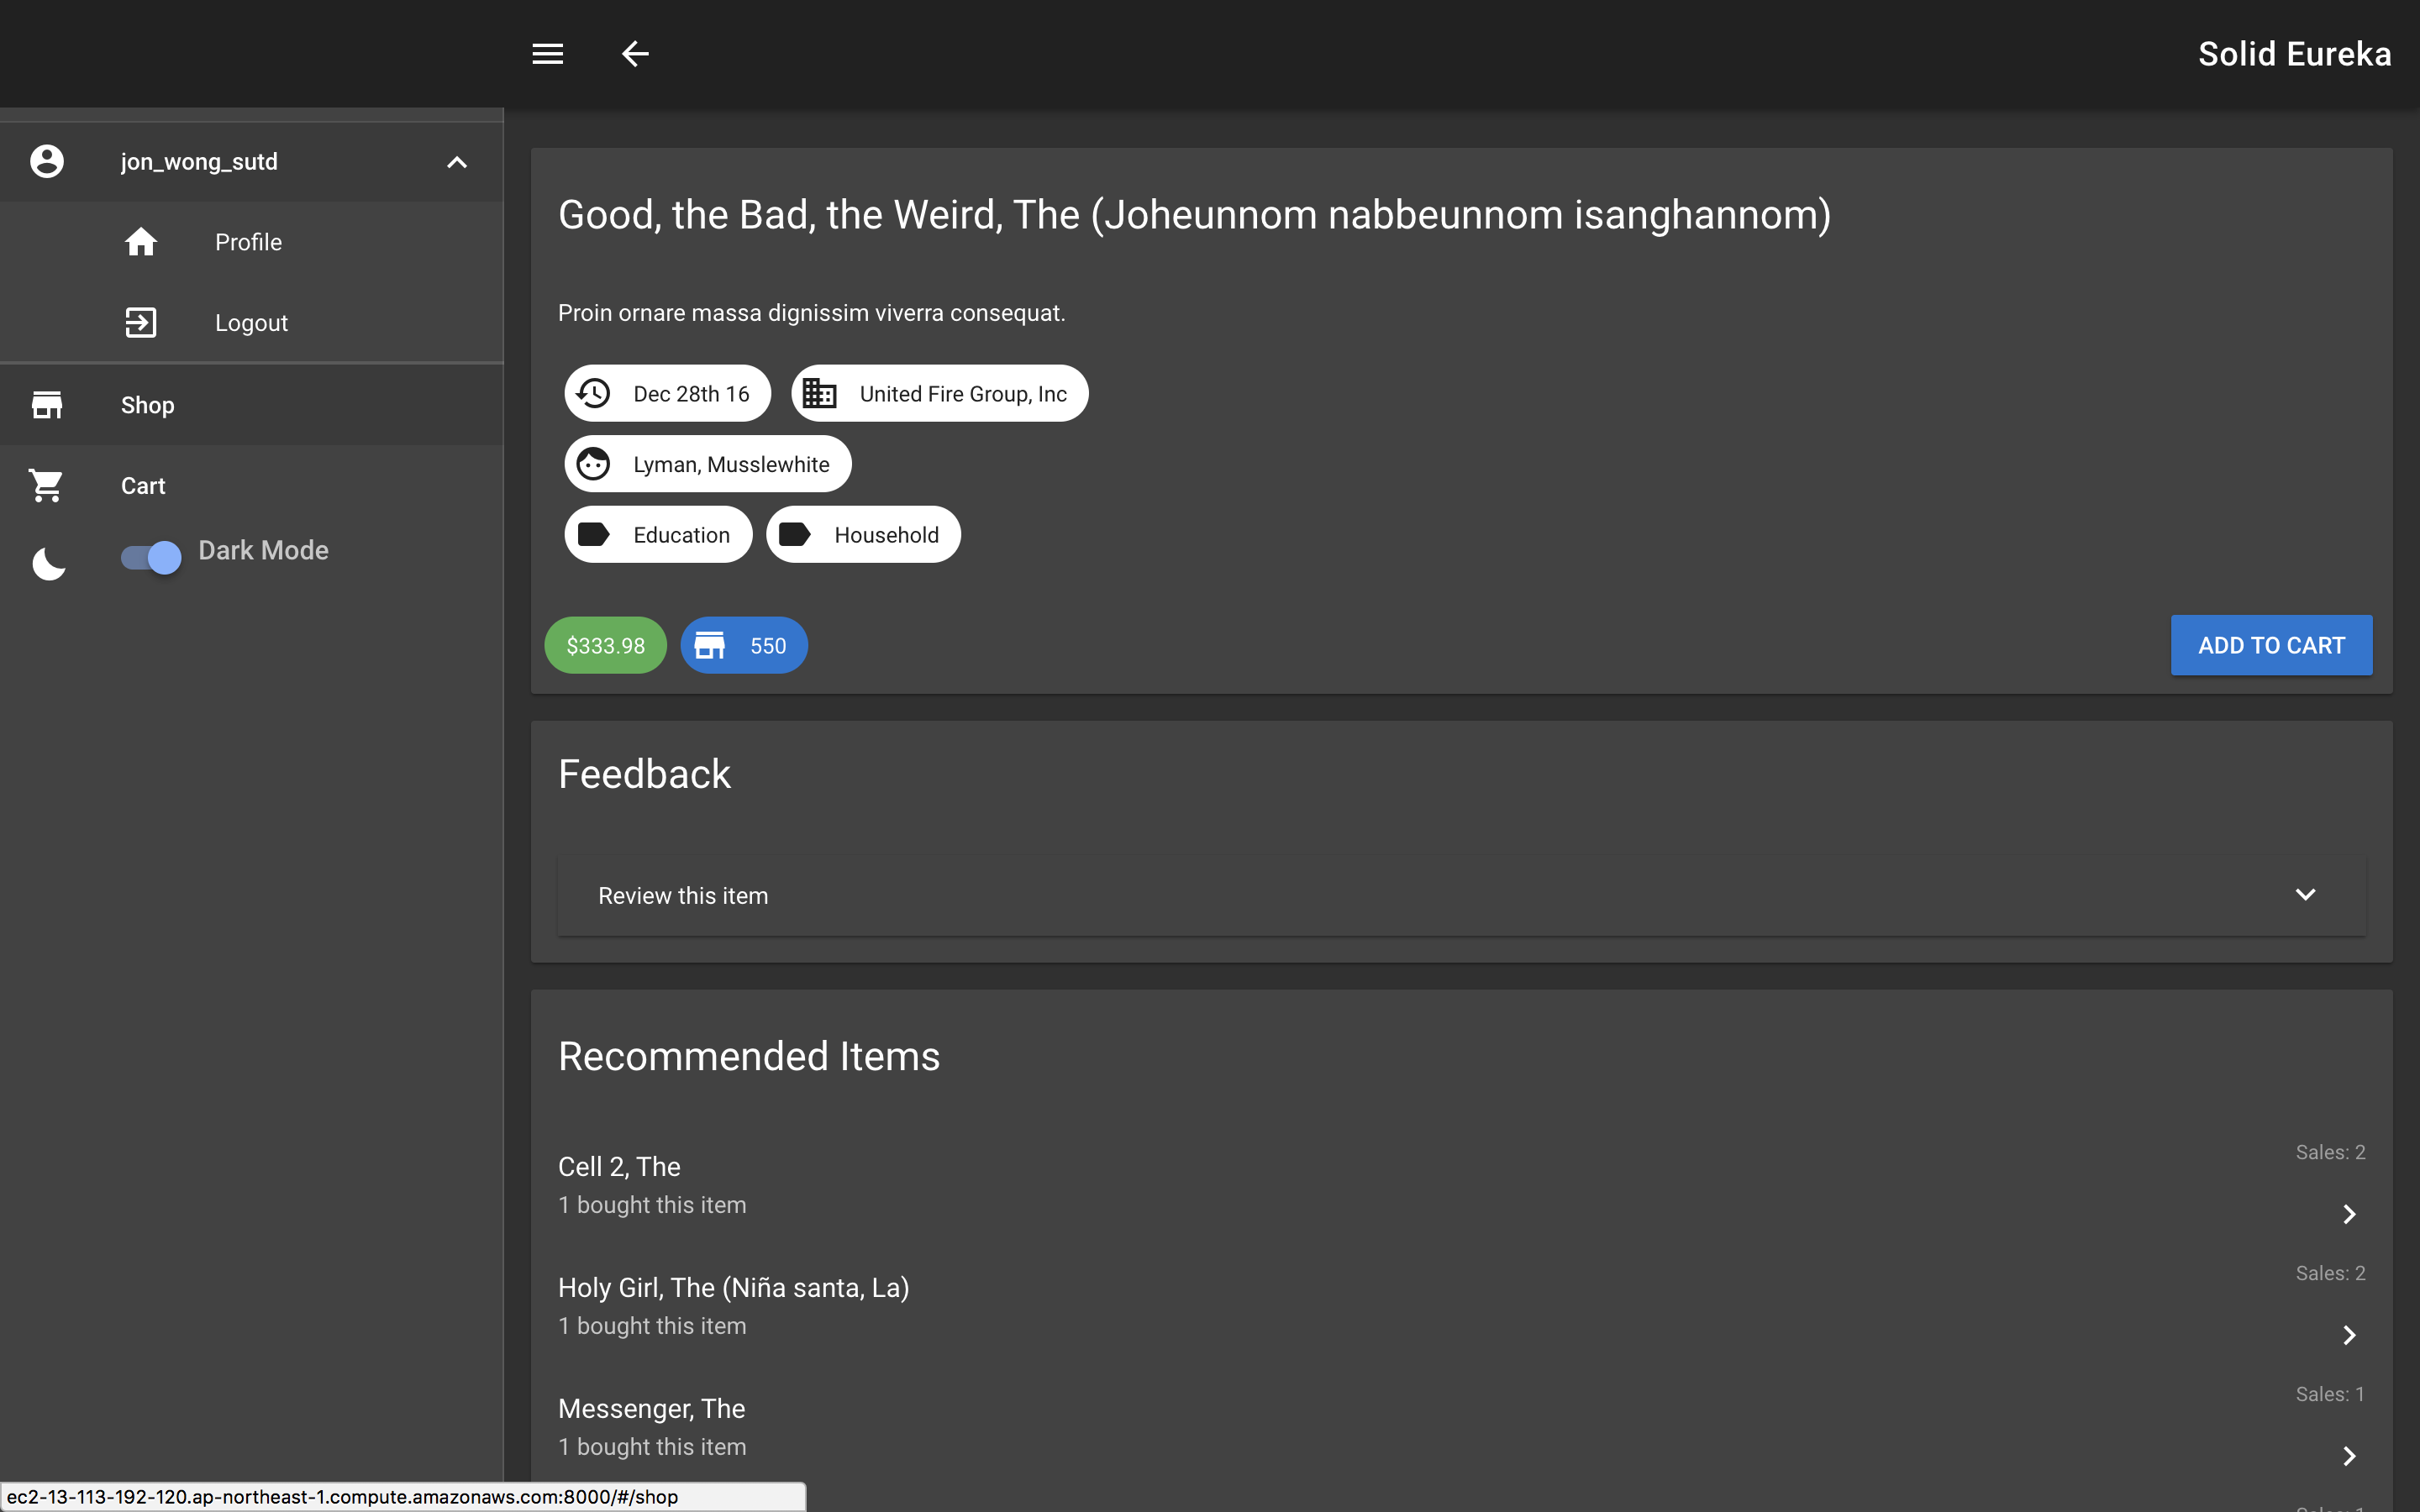 Solid Eureka
jon_wong_sutd
Profile
Logout
Shop
Cart
Dark Mode
Good, the Bad, the Weird, The (Joheunnom nabbeunnom isanghannom)
Proin ornare massa dignissim viverra consequat.
Dec 28th 16 United Fire Group, Inc
Lyman, Musslewhite
Education Household
$333.98 550 ADD TO CART
Feedback
Review this item
Recommended Items
Cell 2, The Sales: 2
1 bought this item
Holy Girl, The (Niña santa, La) Sales: 2
1 bought this item
Messenger, The Sales: 1
1 bought this item
ec2-13-113-192-120.ap-northeast-1.compute.amazonaws.com:8000/#/shop